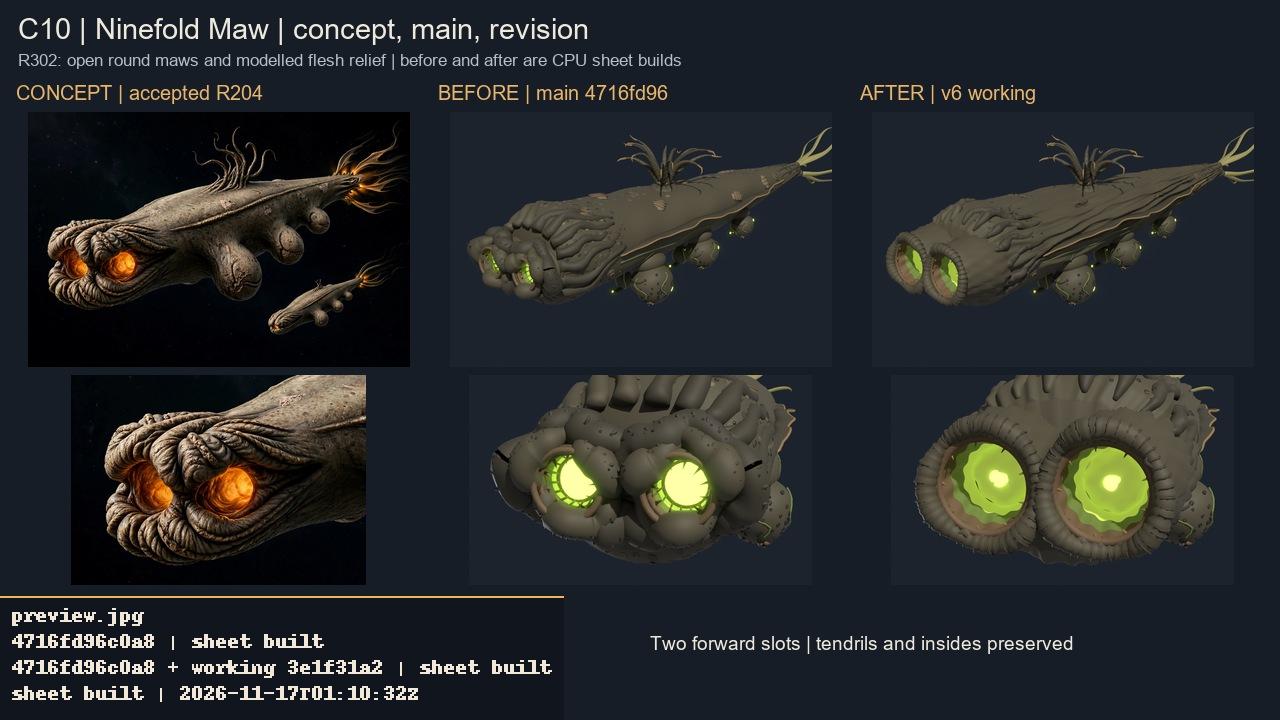 C10 | Ninefold Maw | concept, main, revision
R302: open round maws and modelled flesh relief | before and after are CPU sheet builds
CONCEPT | accepted R204
BEFORE | main 4716fd96
AFTER | v6 working
preview.jpg
4716fd96c0a8 | sheet built
4716fd96c0a8 + working 3e1f31a2 | sheet built
sheet built | 2026-11-17T01:10:32z
Two forward slots | tendrils and insides preserved